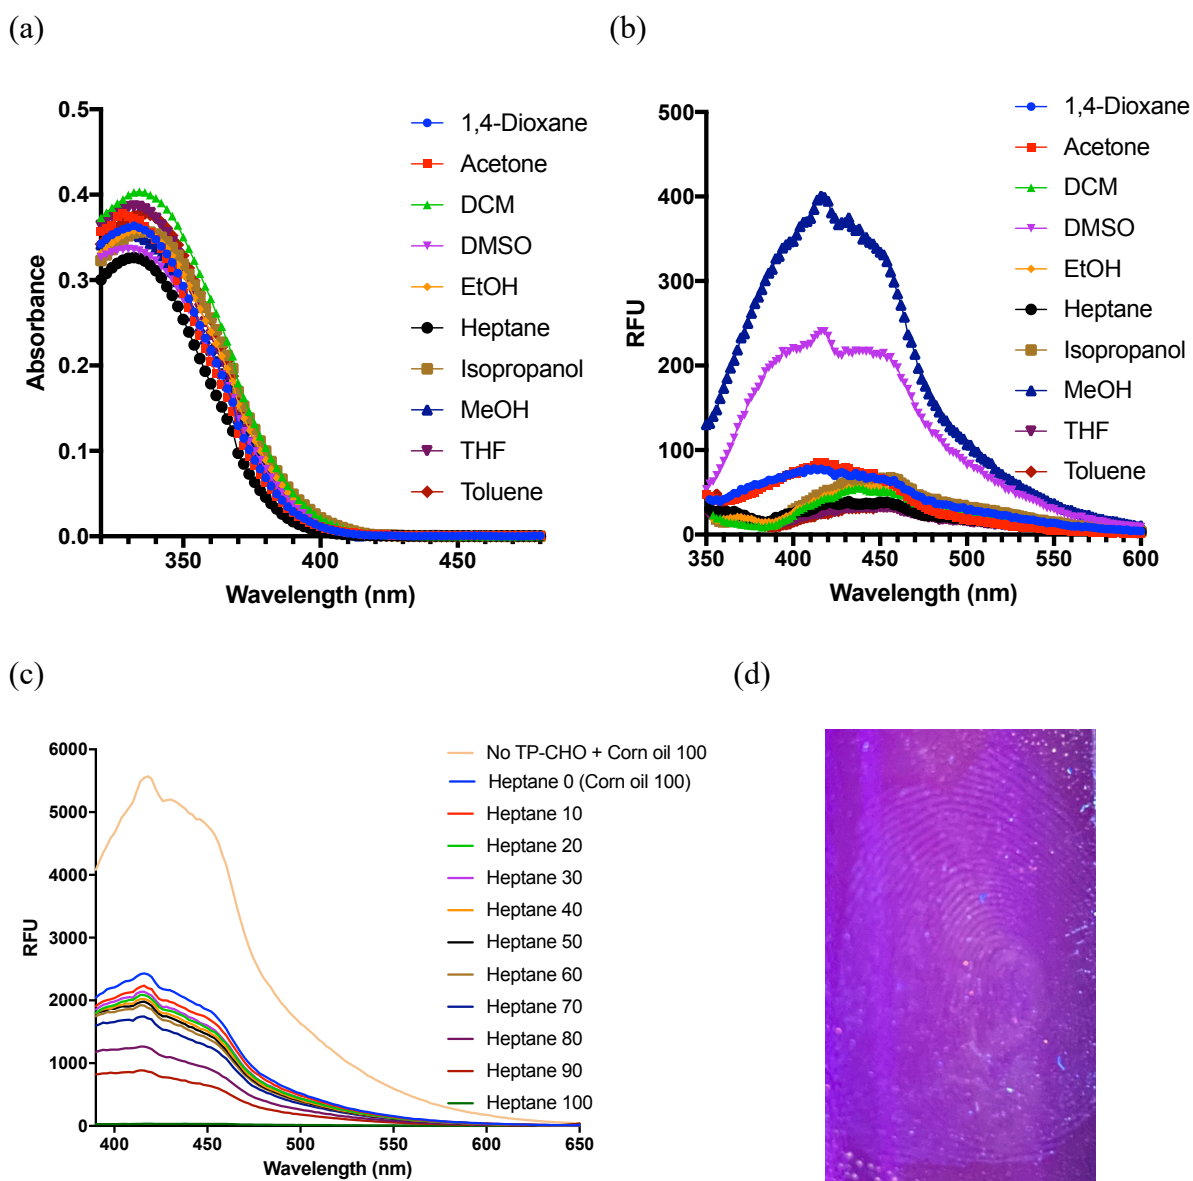 (a)
(b)
0.5
0.4
0.3
0.2
0.1
0.0
Absorbance
350
400
450
Wavelength (nm)
1,4-Dioxane
Acetone
DCM
DMSO
EtOH
Heptane
Isopropanol
MeOH
THF
Toluene
500
400
300
200
100
0
RFU
350
400
450
500
550
600
Wavelength (nm)
1,4-Dioxane
Acetone
DCM
DMSO
EtOH
Heptane
Isopropanol
MeOH
THF
Toluene
(c)
(d)
6000
5000
4000
3000
2000
1000
0
RFU
400
450
500
550
600
650
Wavelength (nm)
No TP-CHO + Corn oil 100
Heptane 0 (Corn oil 100)
Heptane 10
Heptane 20
Heptane 30
Heptane 40
Heptane 50
Heptane 60
Heptane 70
Heptane 80
Heptane 90
Heptane 100